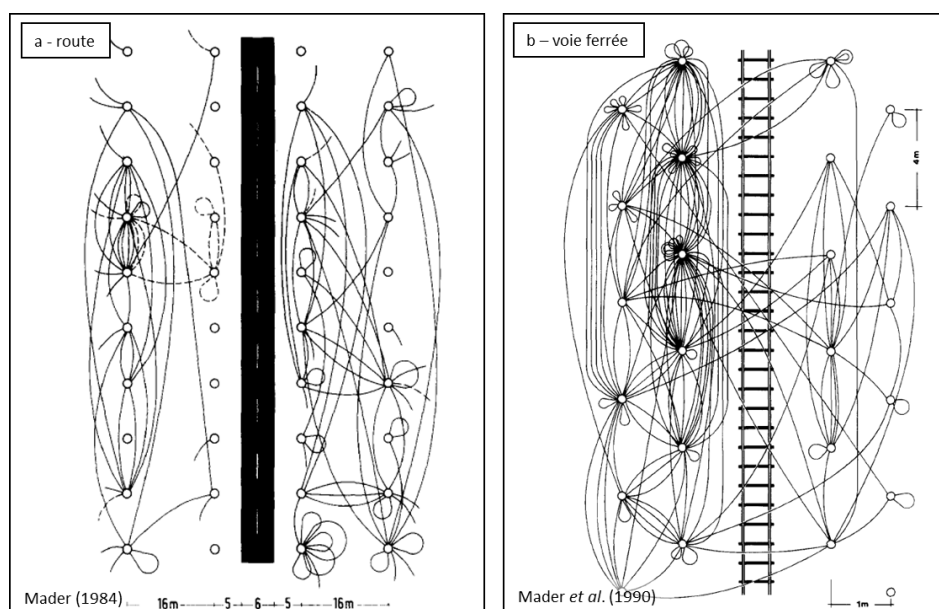 a - route
Mader (1984)
16m 5 6 5 16m
b – voie ferrée
4m
Mader et al. (1990)
1m